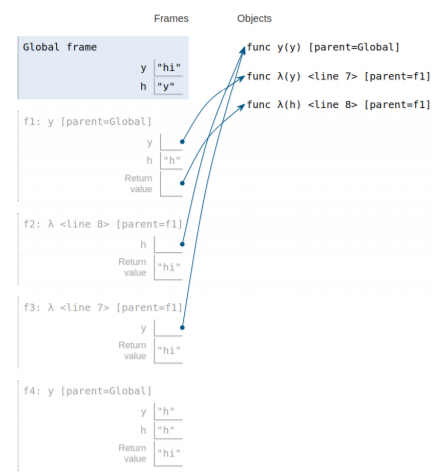 Frames Objects
Global frame
y "hi"
h "y"
func y(y) [parent=Global]
func λ(y) <line 7> [parent=f1]
func λ(h) <line 8> [parent=f1]
f1: y [parent=Global]
y
h "h"
Return
value
f2: λ <line 8> [parent=f1]
h
Return
value "hi"
f3: λ <line 7> [parent=f1]
y
Return
value "hi"
f4: y [parent=Global]
y "h"
h "h"
Return
value "hi"